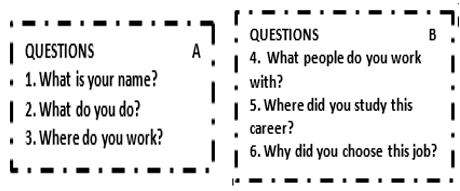 QUESTIONS A
1. What is your name?
2. What do you do?
3. Where do you work?
QUESTIONS B
4. What people do you work
with?
5. Where did you study this
career?
6. Why did you choose this job?